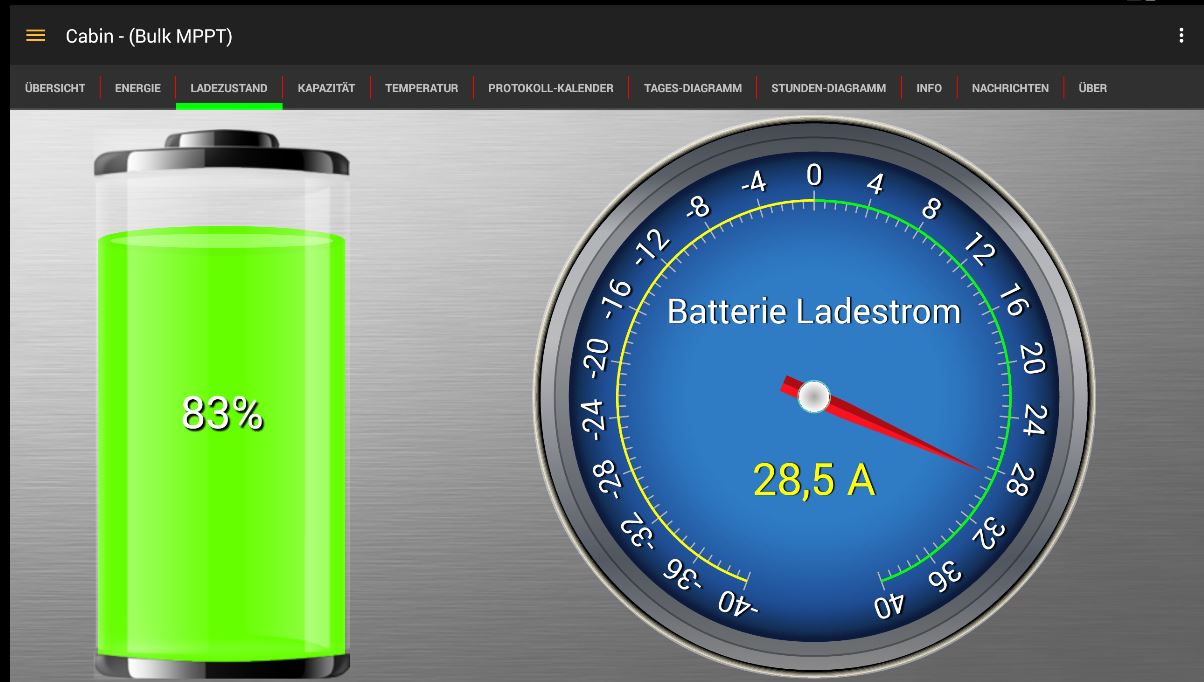 Cabin - (Bulk MPPT)
ÜBERSICHT ENERGIE LADEZUSTAND KAPAZITÄT TEMPERATUR PROTOKOLL-KALENDER TAGES-DIAGRAMM STUNDEN-DIAGRAMM INFO NACHRICHTEN ÜBER
83%
-40 -36 -32 -28 -24 -20 -16 -12 -8 -4 0 4 8 12 16 20 24 28 32 36 40
Batterie Ladestrom
28,5 A